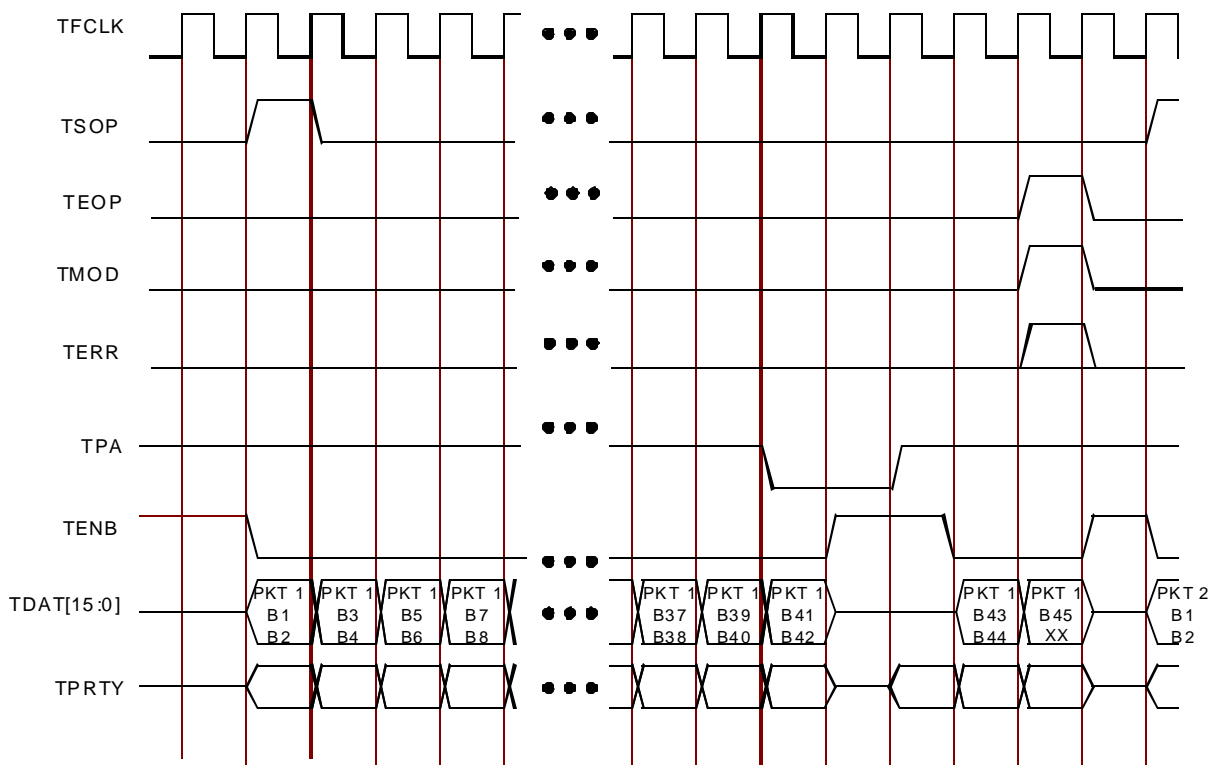 TFCLK
TSOP
TEOP
TMOD
TERR
TPA
TENB
TDAT[15:0]
PKT 1 PKT 1 PKT 1 PKT 1 PKT 1 PKT 1 PKT 1 PKT 1 PKT 1 PKT 2
B1 B3 B5 B7 B37 B39 B41 B43 B45 B1
B2 B4 B6 B8 B38 B40 B42 B44 XX B2
TPRTY